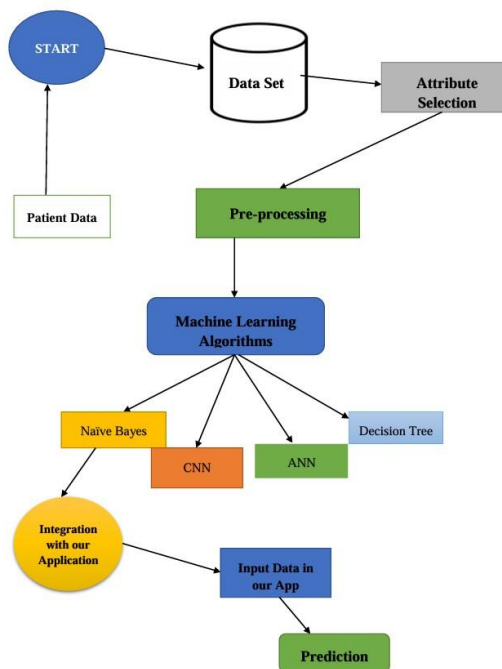 START
Data Set
Attribute
Selection
Patient Data
Pre-processing
Machine Learning
Algorithms
Naïve Bayes
CNN
ANN
Decision Tree
Integration
with our
Application
Input Data in
our App
Prediction